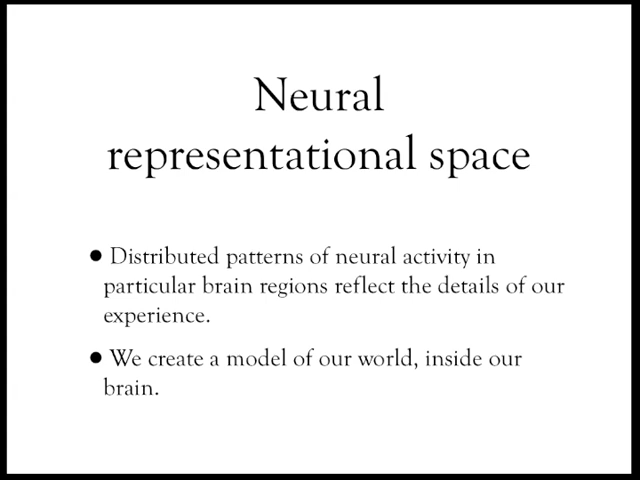 Neural
representational space
● Distributed patterns of neural activity in
particular brain regions reflect the details of our
experience.
● We create a model of our world, inside our
brain.